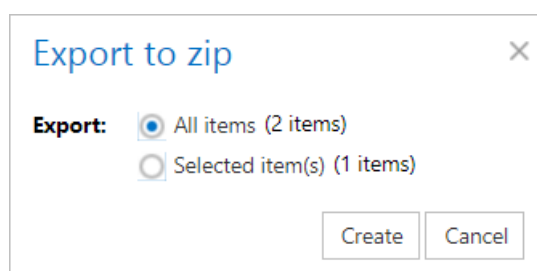 Export to zip
Export: All items (2 items)
Selected item(s) (1 items)
Create Cancel